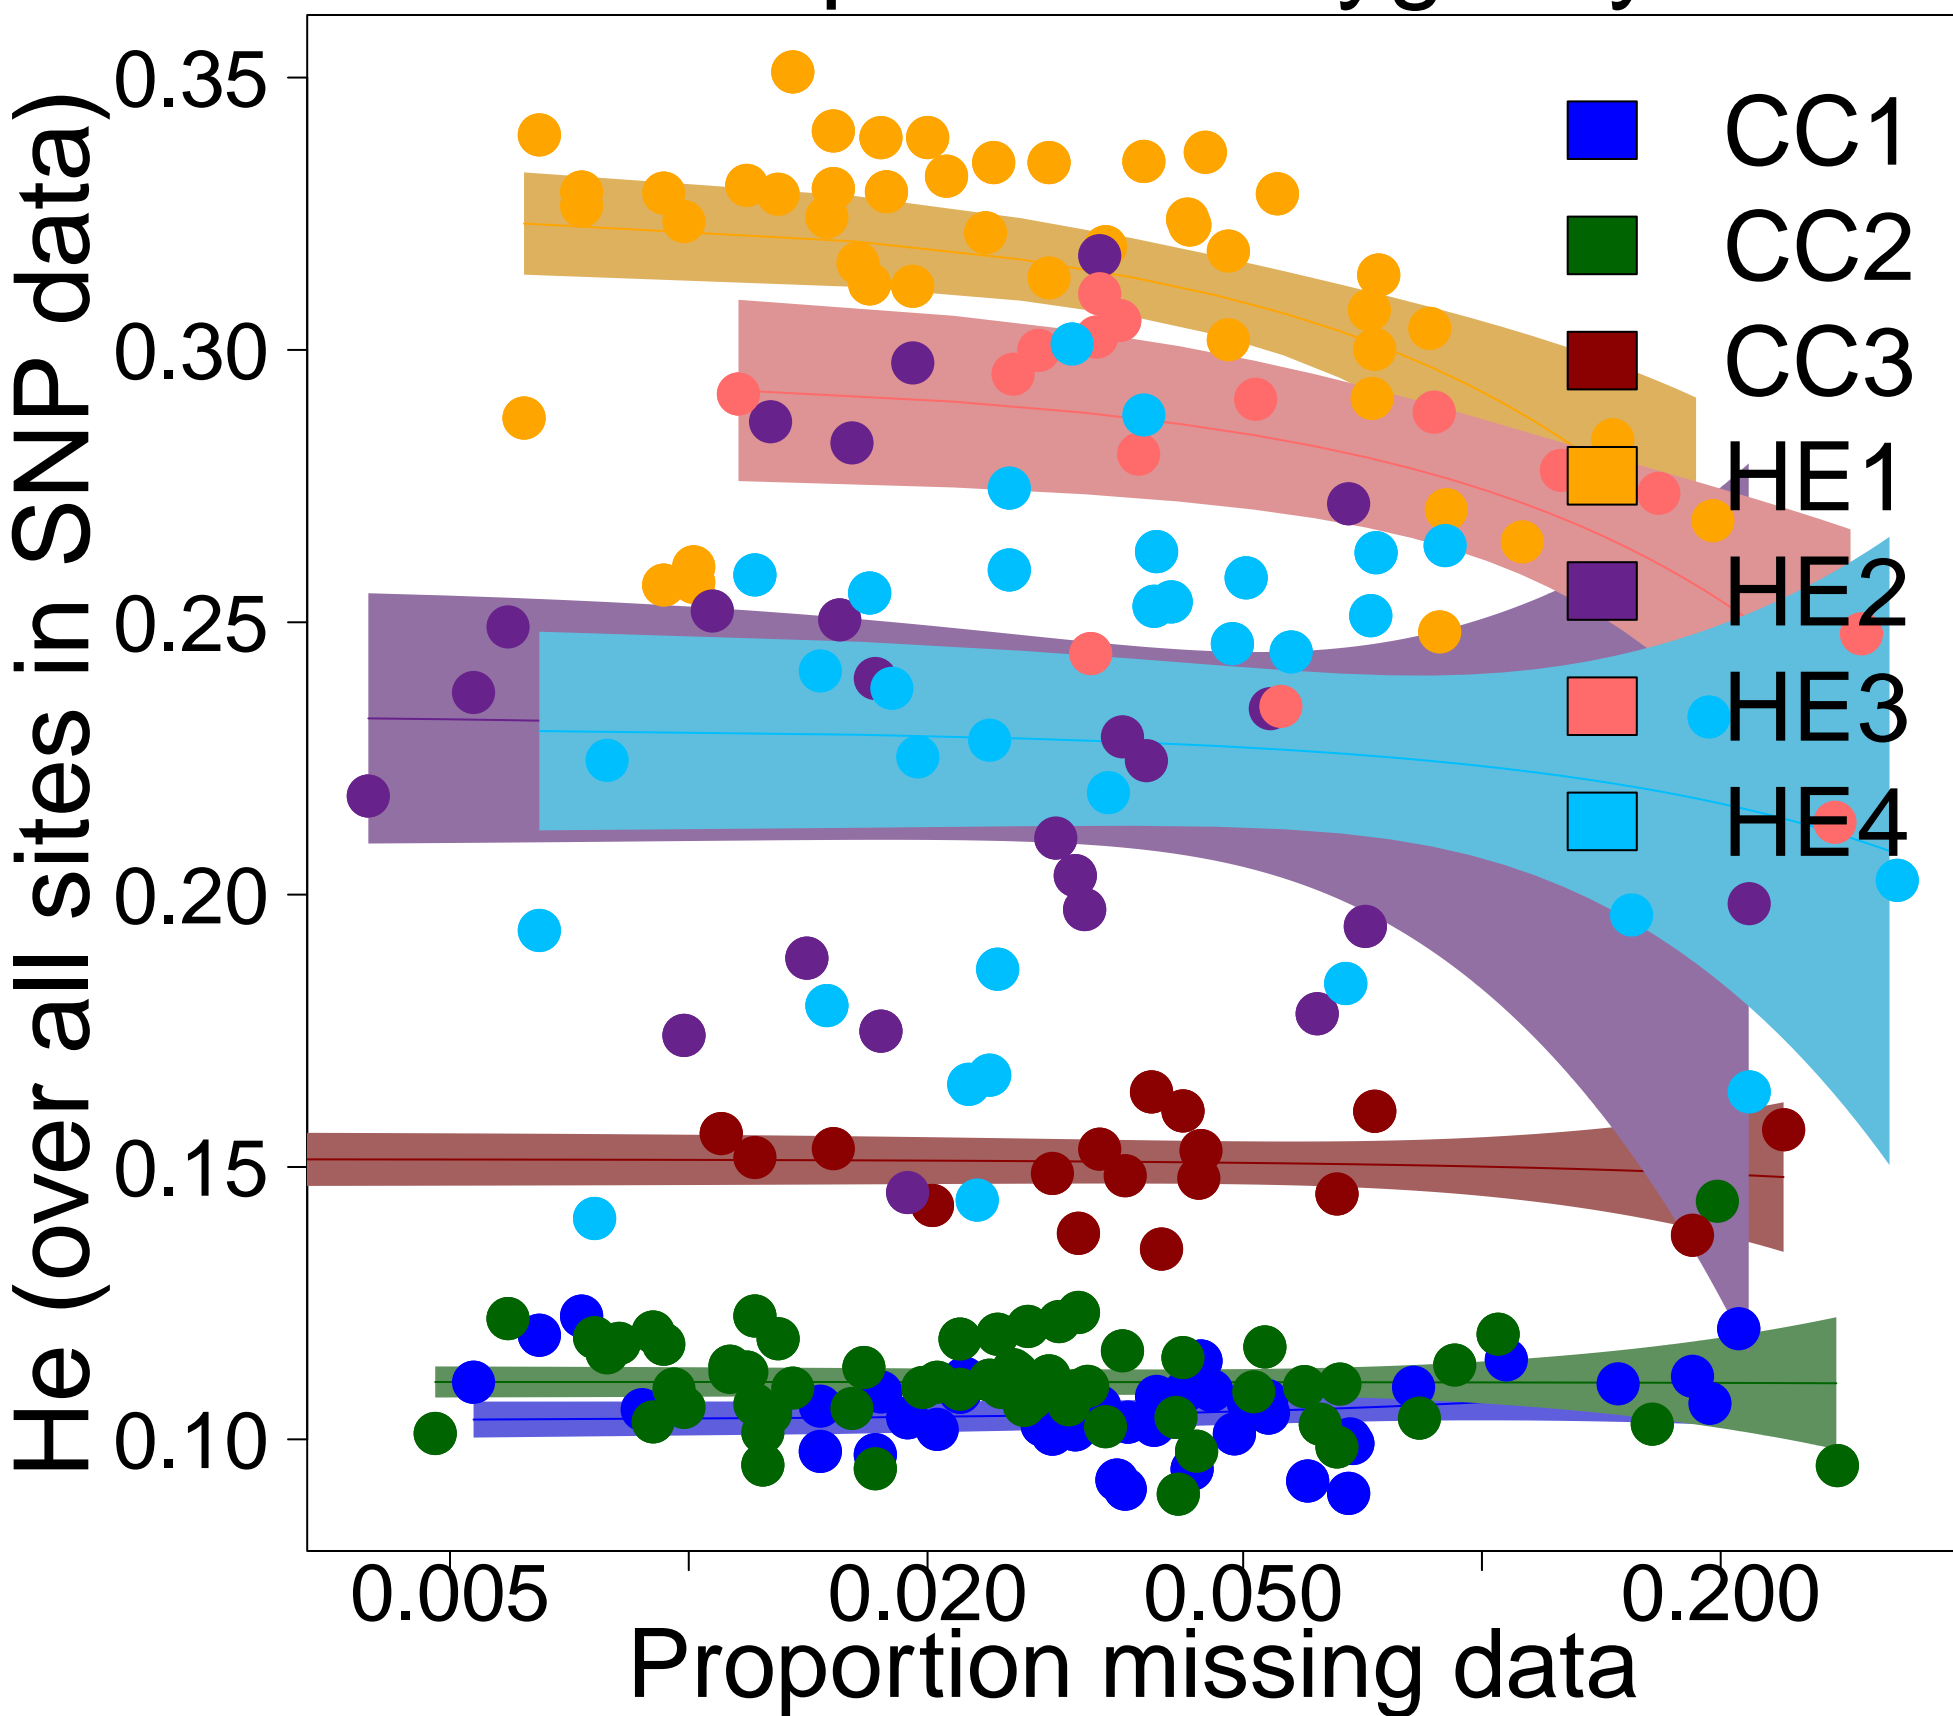 0.35
0.30
0.25
0.20
0.15
0.10
He (over all sites in SNP data)
CC1
CC2
CC3
HE1
HE2
HE3
HE4
0.005 0.020 0.050 0.200
Proportion missing data